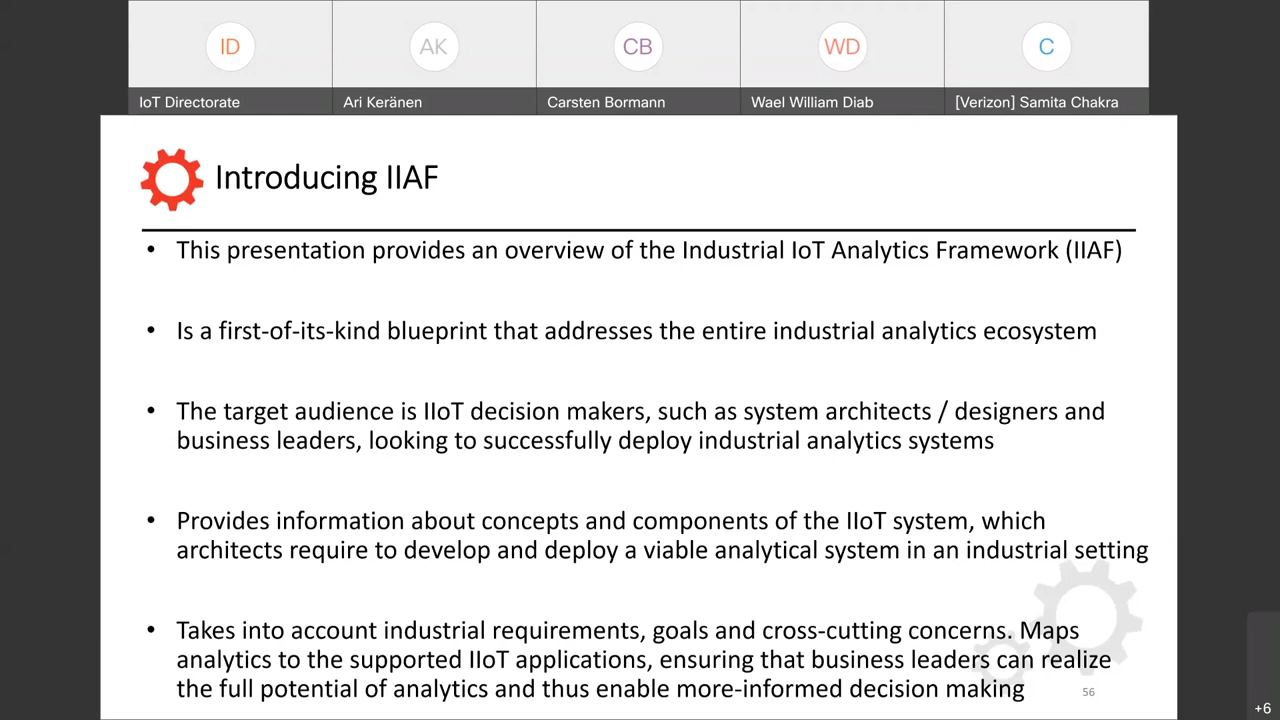 ID
AK
CB
WD
C
IoT Directorate
Ari Keränen
Carsten Bormann
Wael William Diab
[Verizon] Samita Chakra
Introducing IIAF
• This presentation provides an overview of the Industrial IoT Analytics Framework (IIAF)
• Is a first-of-its-kind blueprint that addresses the entire industrial analytics ecosystem
• The target audience is IIoT decision makers, such as system architects / designers and
business leaders, looking to successfully deploy industrial analytics systems
• Provides information about concepts and components of the IIoT system, which
architects require to develop and deploy a viable analytical system in an industrial setting
• Takes into account industrial requirements, goals and cross-cutting concerns. Maps
analytics to the supported IIoT applications, ensuring that business leaders can realize
the full potential of analytics and thus enable more-informed decision making
56
+6